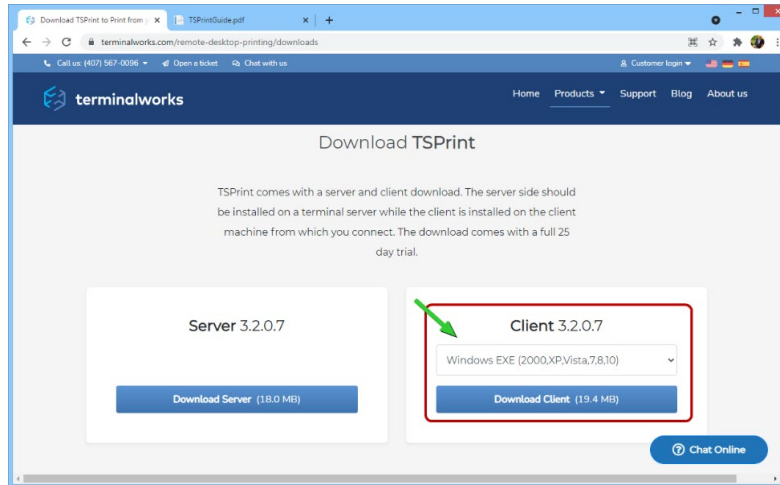 Download TSPrint to Print from y
TSPrintGuide.pdf
terminalworks.com/remote-desktop-printing/downloads
Call us: (407) 567-0096
Open a ticket
Chat with us
Customer login
terminalworks
Home
Products
Support
Blog
About us
Download TSPrint
TSPrint comes with a server and client download. The server side should
be installed on a terminal server while the client is installed on the client
machine from which you connect. The download comes with a full 25
day trial.
Server 3.2.0.7
Download Server (18.0 MB)
Client 3.2.0.7
Windows EXE (2000,XP,Vista,7,8,10)
Download Client (19.4 MB)
Chat Online